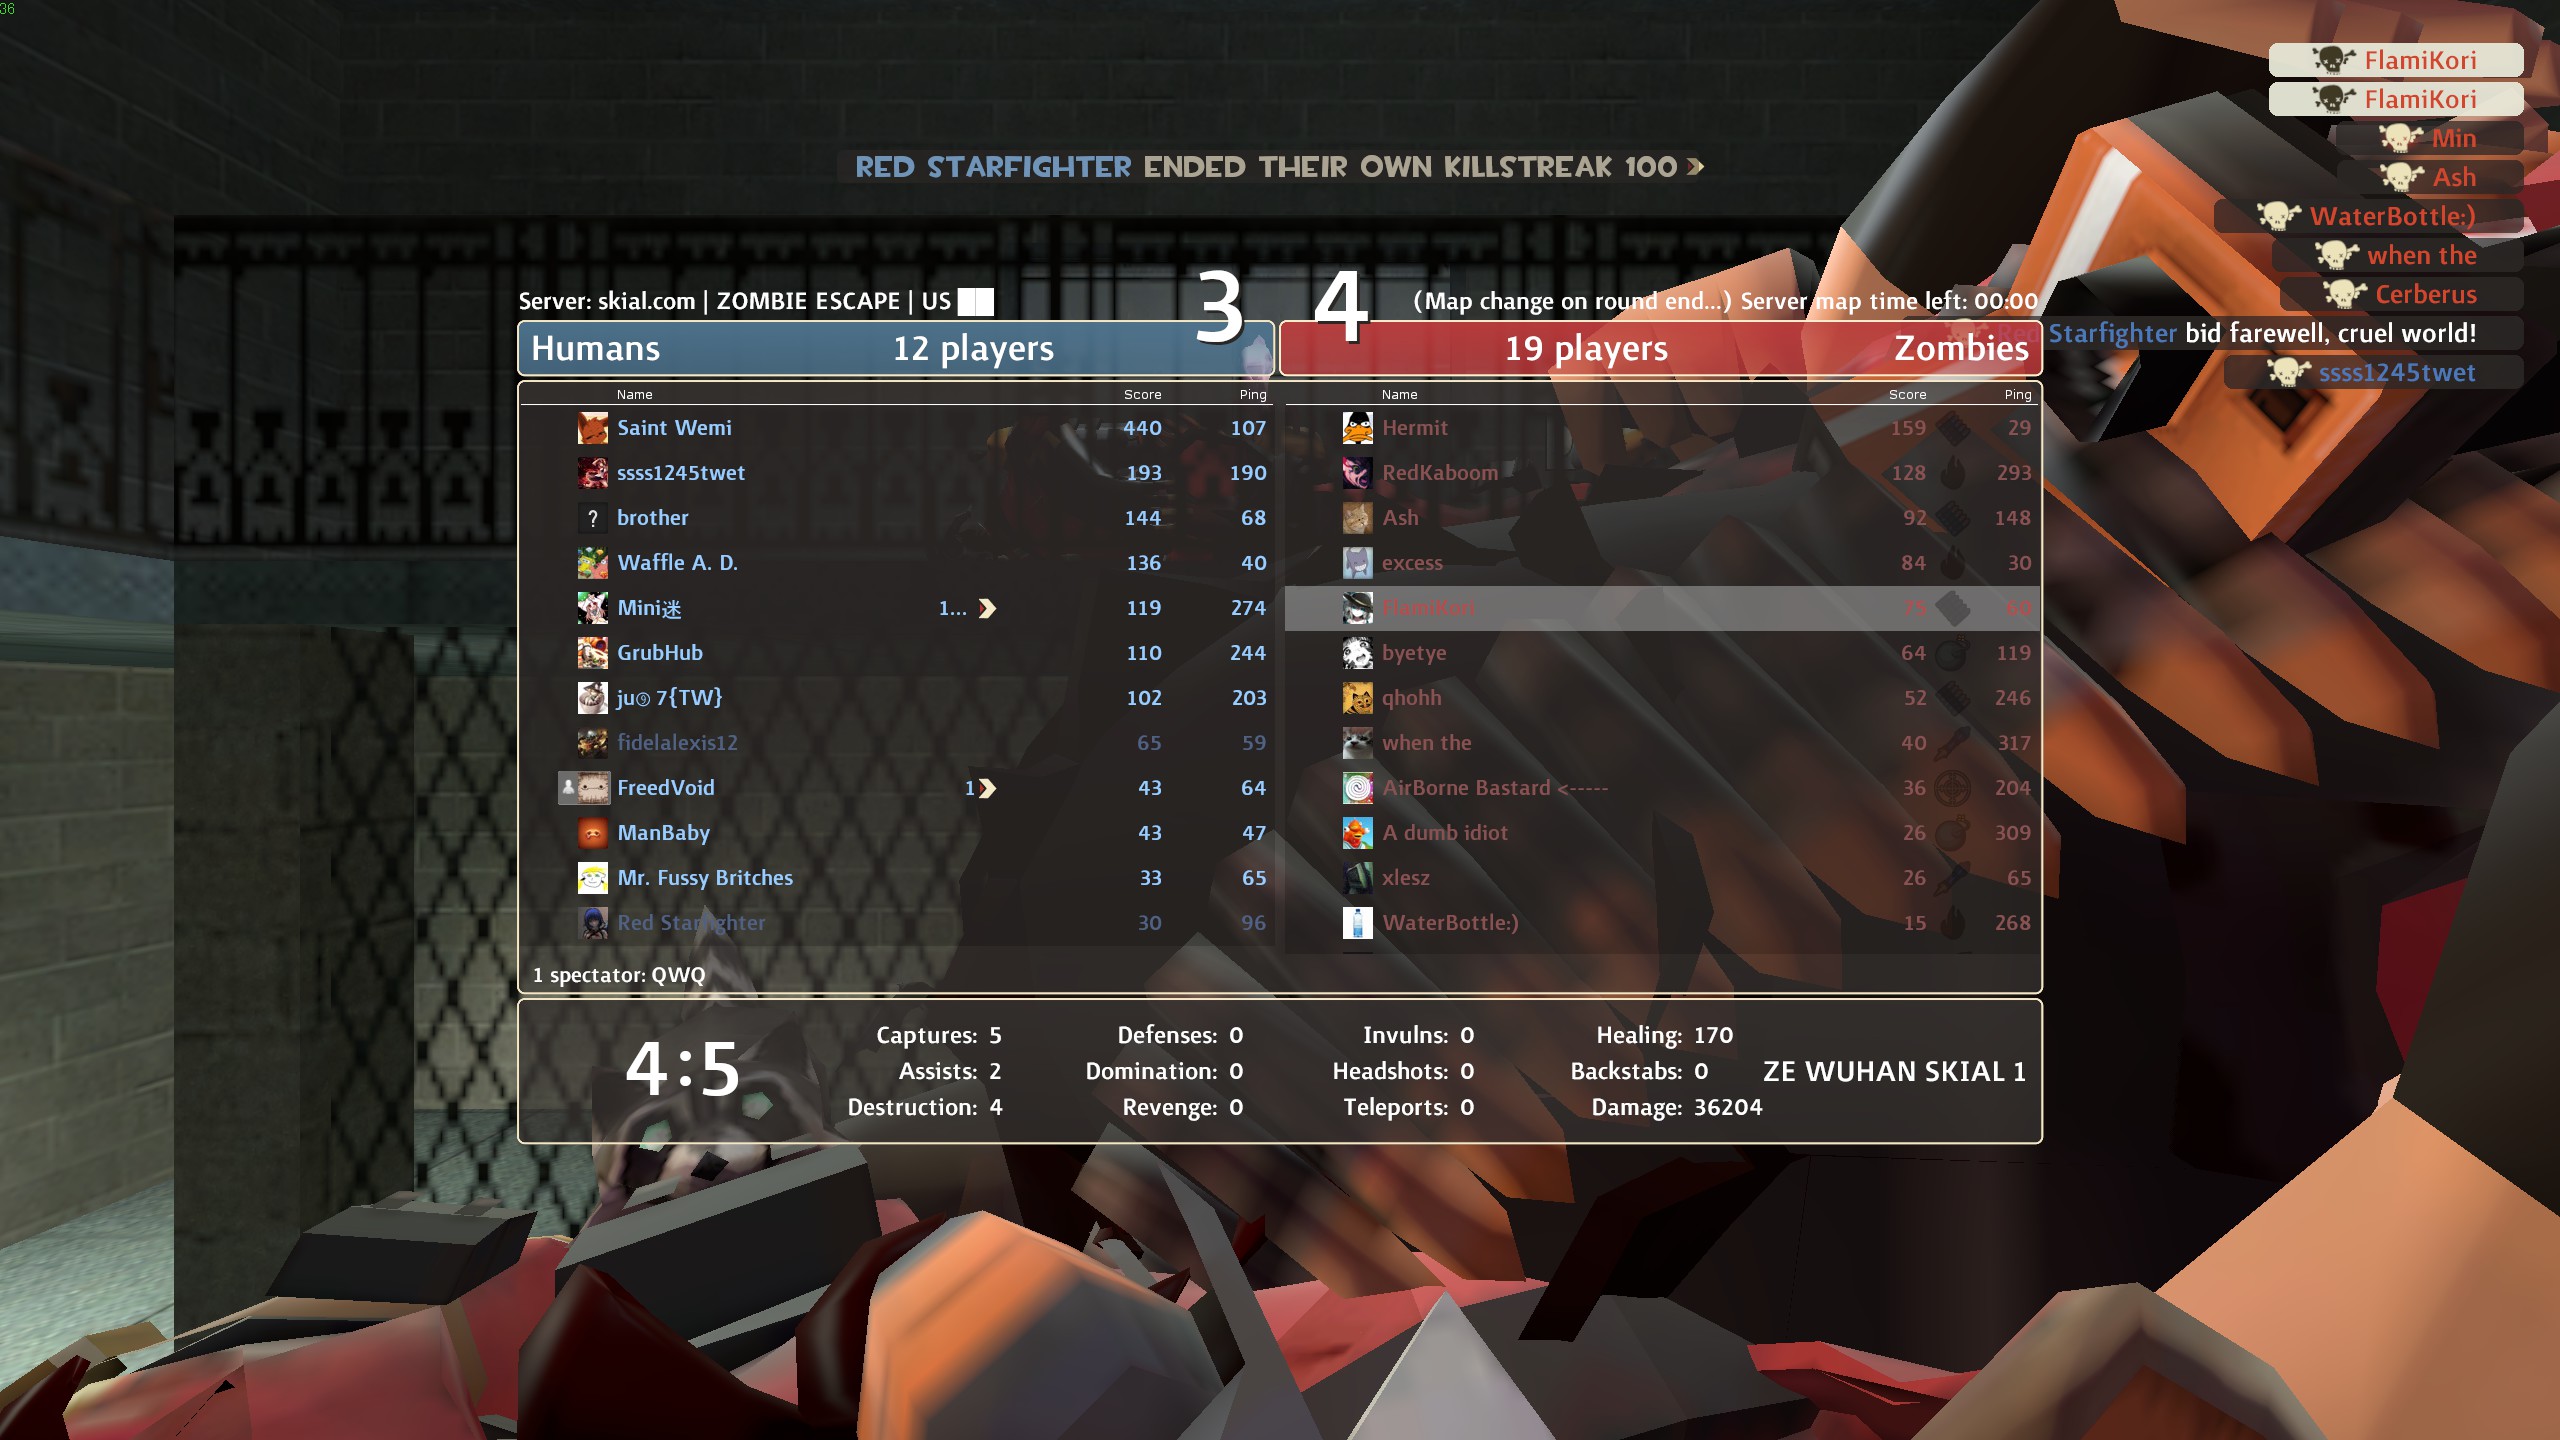 36
FlamiKori
FlamiKori
Min
Ash
WaterBottle:)
when the
Cerberus
Red Starfighter bid farewell, cruel world!
ssss1245twet
RED STARFIGHTER ENDED THEIR OWN KILLSTREAK 100
Server: skial.com | ZOMBIE ESCAPE | US
3 4
(Map change on round end...) Server map time left: 00:00
Humans 12 players
19 players Zombies
Name Score Ping
Saint Wemi 440 107
ssss1245twet 193 190
? brother 144 68
Waffle A. D. 136 40
Mini迷 1... 119 274
GrubHub 110 244
ju⑨ 7{TW} 102 203
fidelalexis12 65 59
FreedVoid 1 43 64
ManBaby 43 47
Mr. Fussy Britches 33 65
Red Starfighter 30 96
Name Score Ping
Hermit 159 29
RedKaboom 128 293
Ash 92 148
excess 84 30
FlamiKori 75 60
byetye 64 119
qhohh 52 246
when the 40 317
AirBorne Bastard <----- 36 204
A dumb idiot 26 309
xlesz 26 65
WaterBottle:) 15 268
1 spectator: QWQ
4:5
Captures: 5 Defenses: 0 Invulns: 0 Healing: 170
Assists: 2 Domination: 0 Headshots: 0 Backstabs: 0
Destruction: 4 Revenge: 0 Teleports: 0 Damage: 36204
ZE WUHAN SKIAL 1